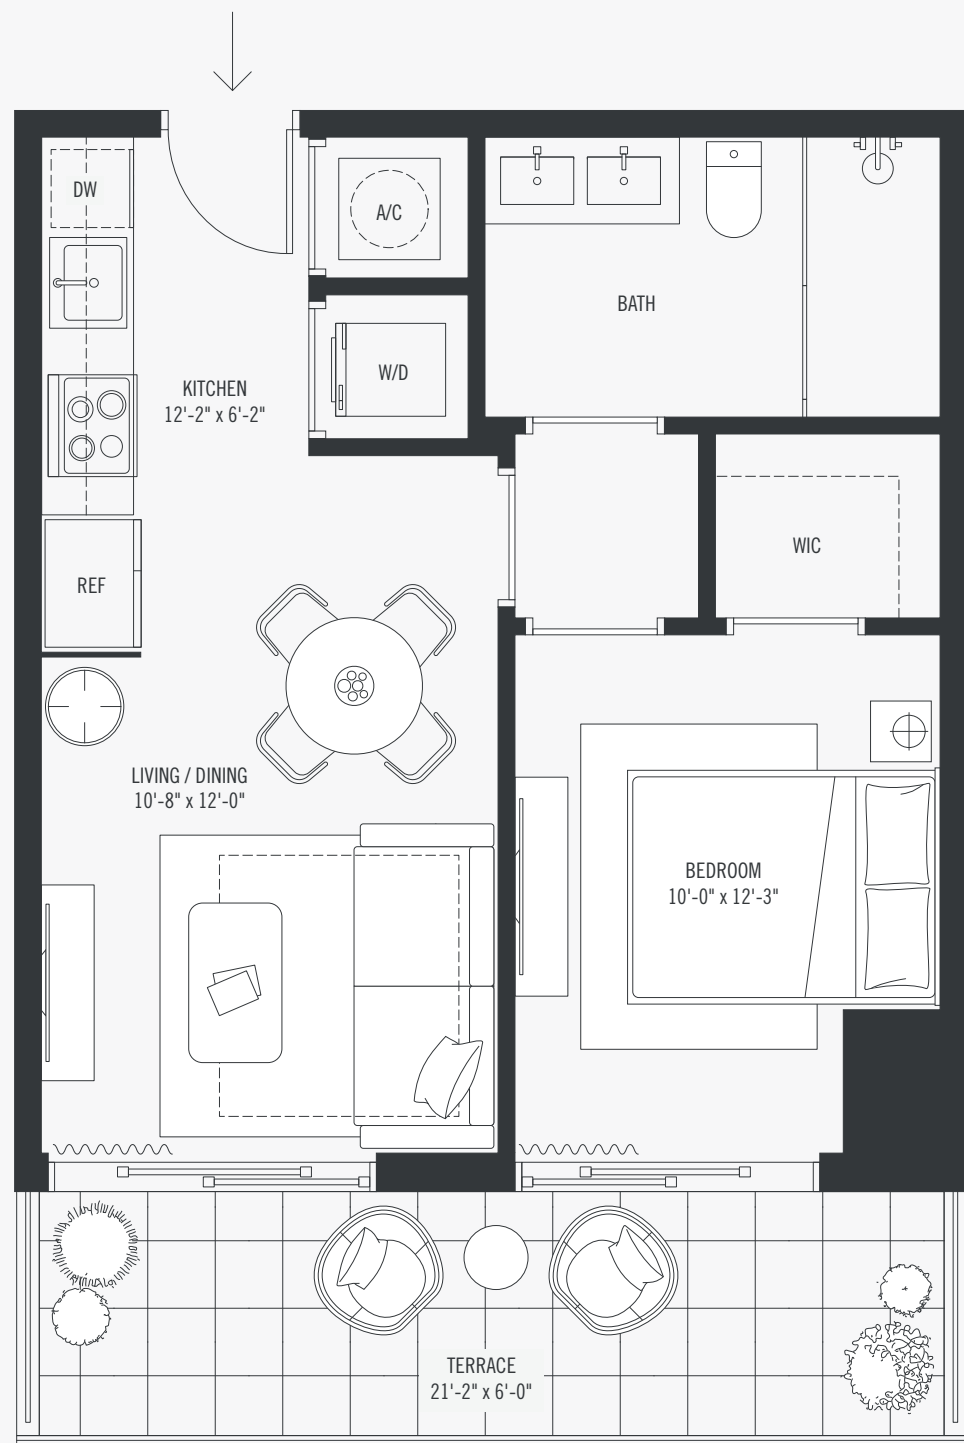 DW
A/C
BATH
W/D
KITCHEN
12'-2" x 6'-2"
WIC
REF
LIVING / DINING
10'-8" x 12'-0"
BEDROOM
10'-0" x 12'-3"
TERRACE
21'-2" x 6'-0"